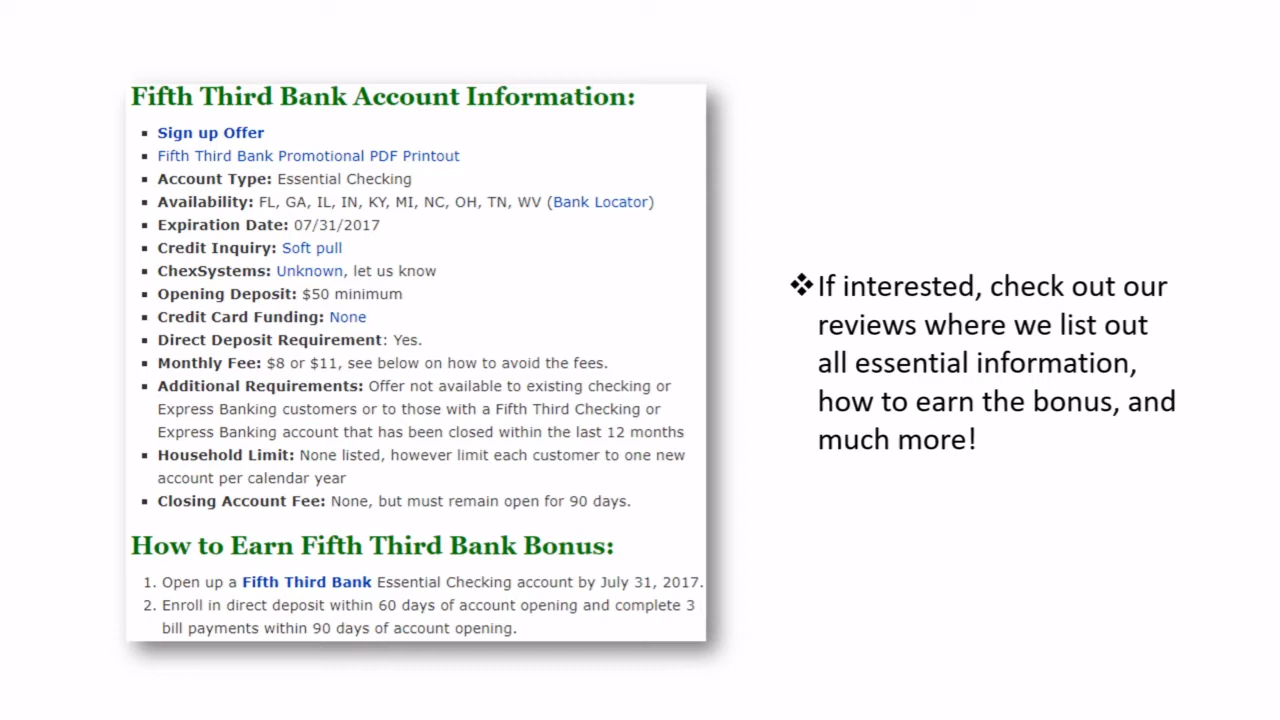 Fifth Third Bank Account Information:
▪ Sign up Offer
▪ Fifth Third Bank Promotional PDF Printout
▪ Account Type: Essential Checking
▪ Availability: FL, GA, IL, IN, KY, MI, NC, OH, TN, WV (Bank Locator)
▪ Expiration Date: 07/31/2017
▪ Credit Inquiry: Soft pull
▪ ChexSystems: Unknown, let us know
▪ Opening Deposit: $50 minimum
▪ Credit Card Funding: None
▪ Direct Deposit Requirement: Yes.
▪ Monthly Fee: $8 or $11, see below on how to avoid the fees.
▪ Additional Requirements: Offer not available to existing checking or
Express Banking customers or to those with a Fifth Third Checking or
Express Banking account that has been closed within the last 12 months
▪ Household Limit: None listed, however limit each customer to one new
account per calendar year
▪ Closing Account Fee: None, but must remain open for 90 days.
How to Earn Fifth Third Bank Bonus:
1. Open up a Fifth Third Bank Essential Checking account by July 31, 2017.
2. Enroll in direct deposit within 60 days of account opening and complete 3
bill payments within 90 days of account opening.
❖If interested, check out our
reviews where we list out
all essential information,
how to earn the bonus, and
much more!